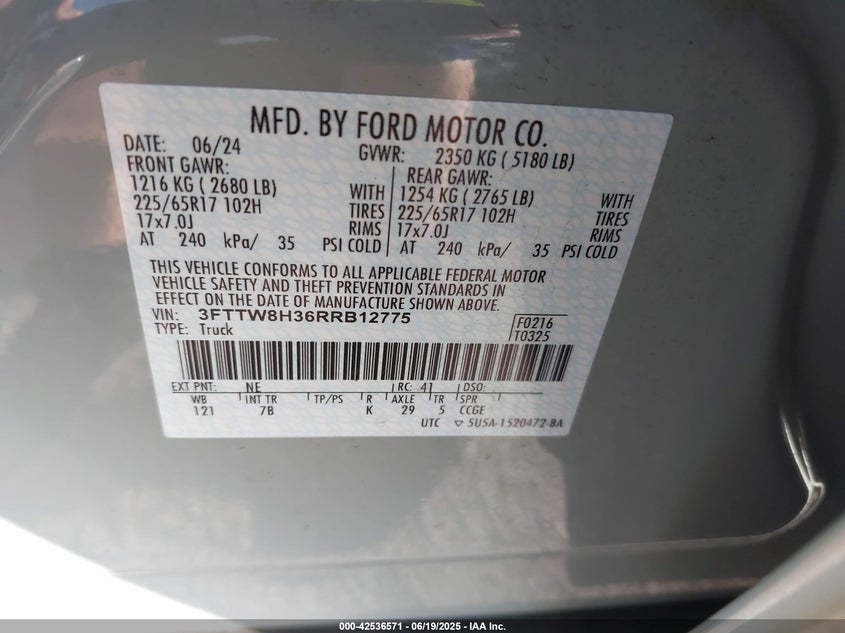 MFD. BY FORD MOTOR CO.
DATE: 06/24 GVWR: 2350 KG ( 5180 LB)
FRONT GAWR: REAR GAWR:
1216 KG ( 2680 LB) WITH 1254 KG ( 2765 LB) WITH
225/65R17 102H TIRES 225/65R17 102H TIRES
17x7.0J RIMS 17x7.0J RIMS
AT 240 kPa/ 35 PSI COLD AT 240 kPa/ 35 PSI COLD
THIS VEHICLE CONFORMS TO ALL APPLICABLE FEDERAL MOTOR
VEHICLE SAFETY AND THEFT PREVENTION STANDARDS IN
EFFECT ON THE DATE OF MANUFACTURE SHOWN ABOVE.
VIN: 3FTTW8H36RRB12775
TYPE: Truck
F0216
T0325
EXT PNT: NE RC: 41 DSO:
WB INT TR TP/PS R AXLE TR SPR
121 7B K 29 5 CCGE
UTC ▽ 5U5A-1520472-BA
000-42536571 - 06/19/2025 - IAA Inc.